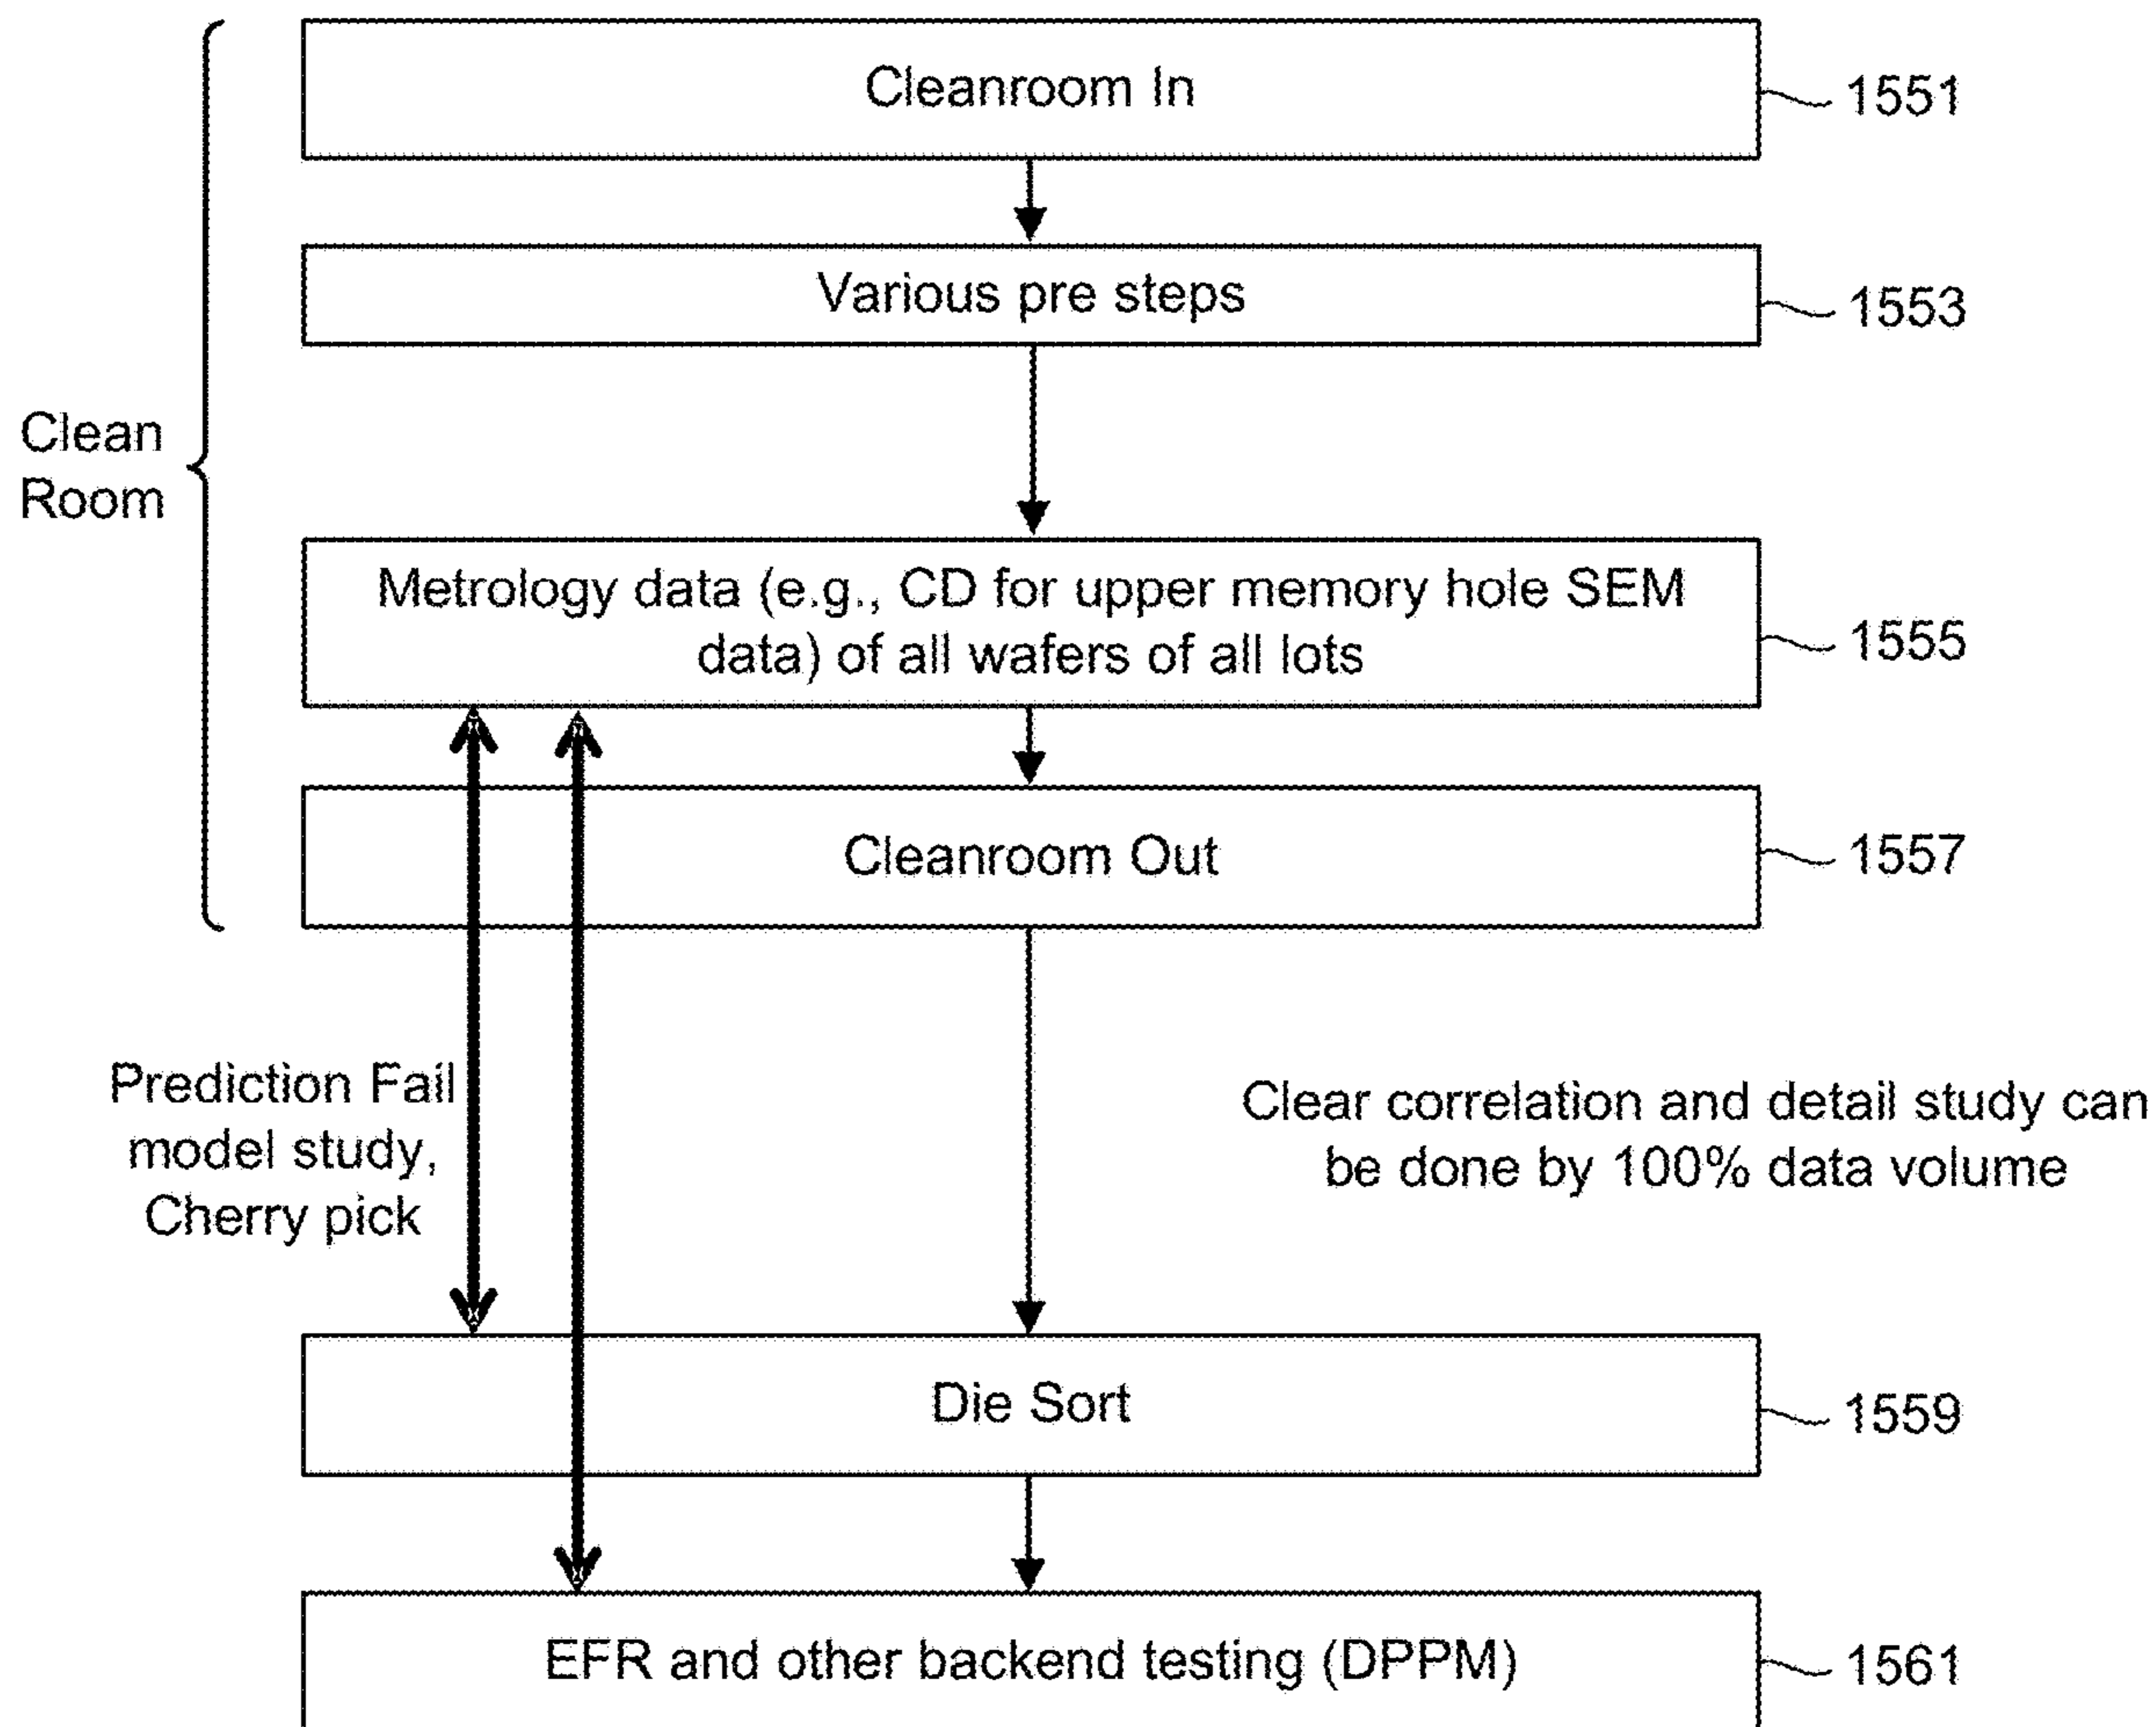 Cleanroom In
1551
Various pre steps
1553
Clean
Room
Metrology data (e.g., CD for upper memory hole SEM
data) of all wafers of all lots
1555
Cleanroom Out
1557
Prediction Fail
model study,
Cherry pick
Clear correlation and detail study can
be done by 100% data volume
Die Sort
1559
EFR and other backend testing (DPPM)
1561